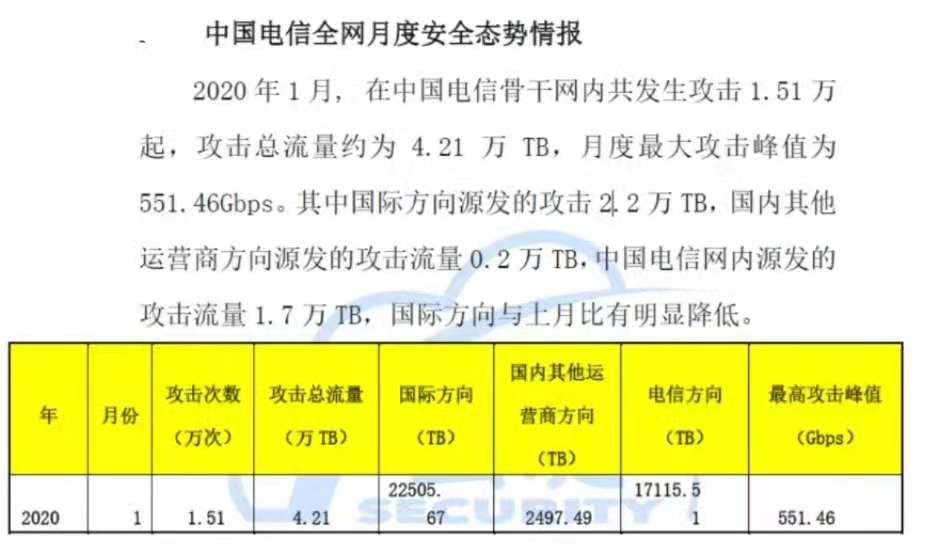 中国电信全网月度安全态势情报
2020 年 1 月, 在中国电信骨干网内共发生攻击 1.51 万
起，攻击总流量约为 4.21 万 TB，月度最大攻击峰值为
551.46Gbps。其中国际方向源发的攻击 2.2 万 TB，国内其他
运营商方向源发的攻击流量 0.2 万 TB，中国电信网内源发的
攻击流量 1.7 万 TB，国际方向与上月比有明显降低。
年 月份 攻击次数（万次） 攻击总流量（万 TB） 国际方向（TB） 国内其他运营商方向（TB） 电信方向（TB） 最高攻击峰值（Gbps）
2020 1 1.51 4.21 22505.67 2497.49 17115.51 551.46
SECURITY